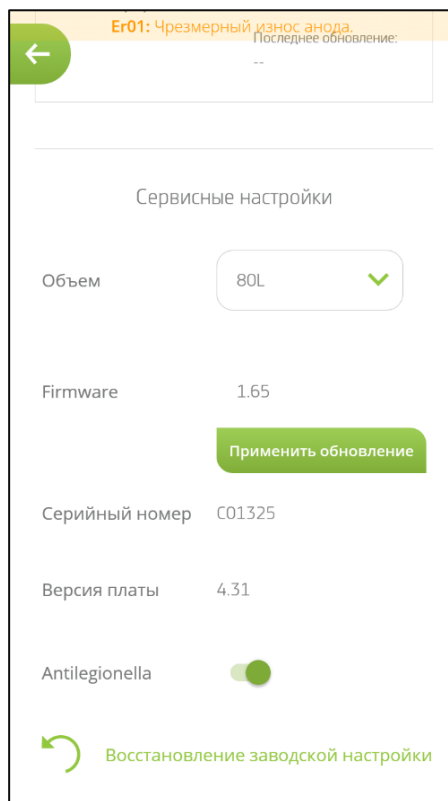 Er01: Чрезмерный износ анода.
Последнее обновление:
--
Сервисные настройки
Объем 80L
Firmware 1.65
Применить обновление
Серийный номер C01325
Версия платы 4.31
Antilegionella
Восстановление заводской настройки